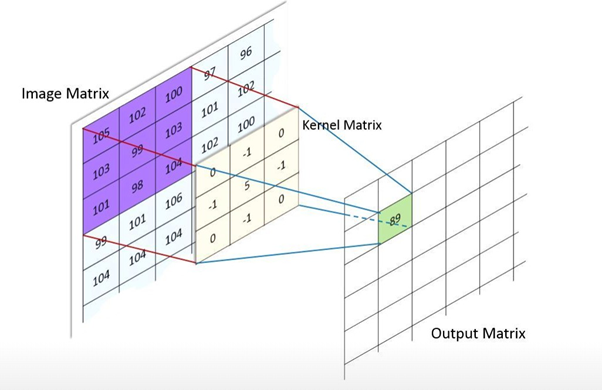 Image Matrix
105 102 100 97 96
103 99 103 101 102
101 98 104 102 100
99 101 106
104 104 104
Kernel Matrix
0 -1 0
-1 5 -1
0 -1 0
89
Output Matrix